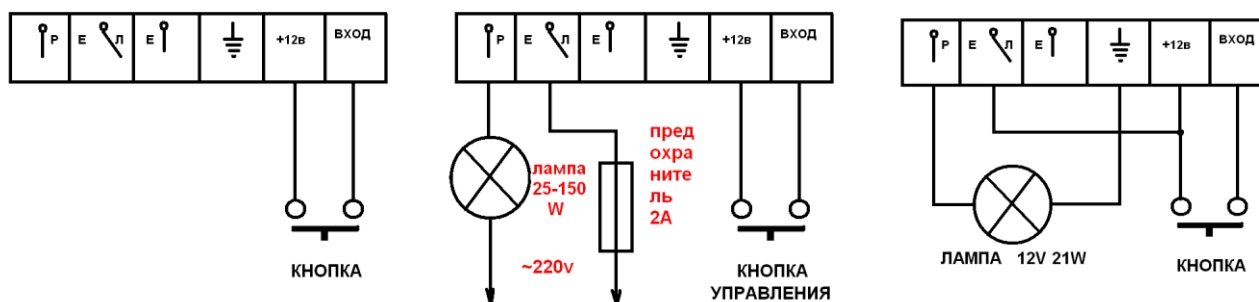 Р Е Л Е +12в ВХОД
КНОПКА
Р Е Л Е +12в ВХОД
лампа
25-150
W
пред
охра
ните
ль
2А
~220v
КНОПКА
УПРАВЛЕНИЯ
Р Е Л Е +12в ВХОД
ЛАМПА 12V 21W
КНОПКА